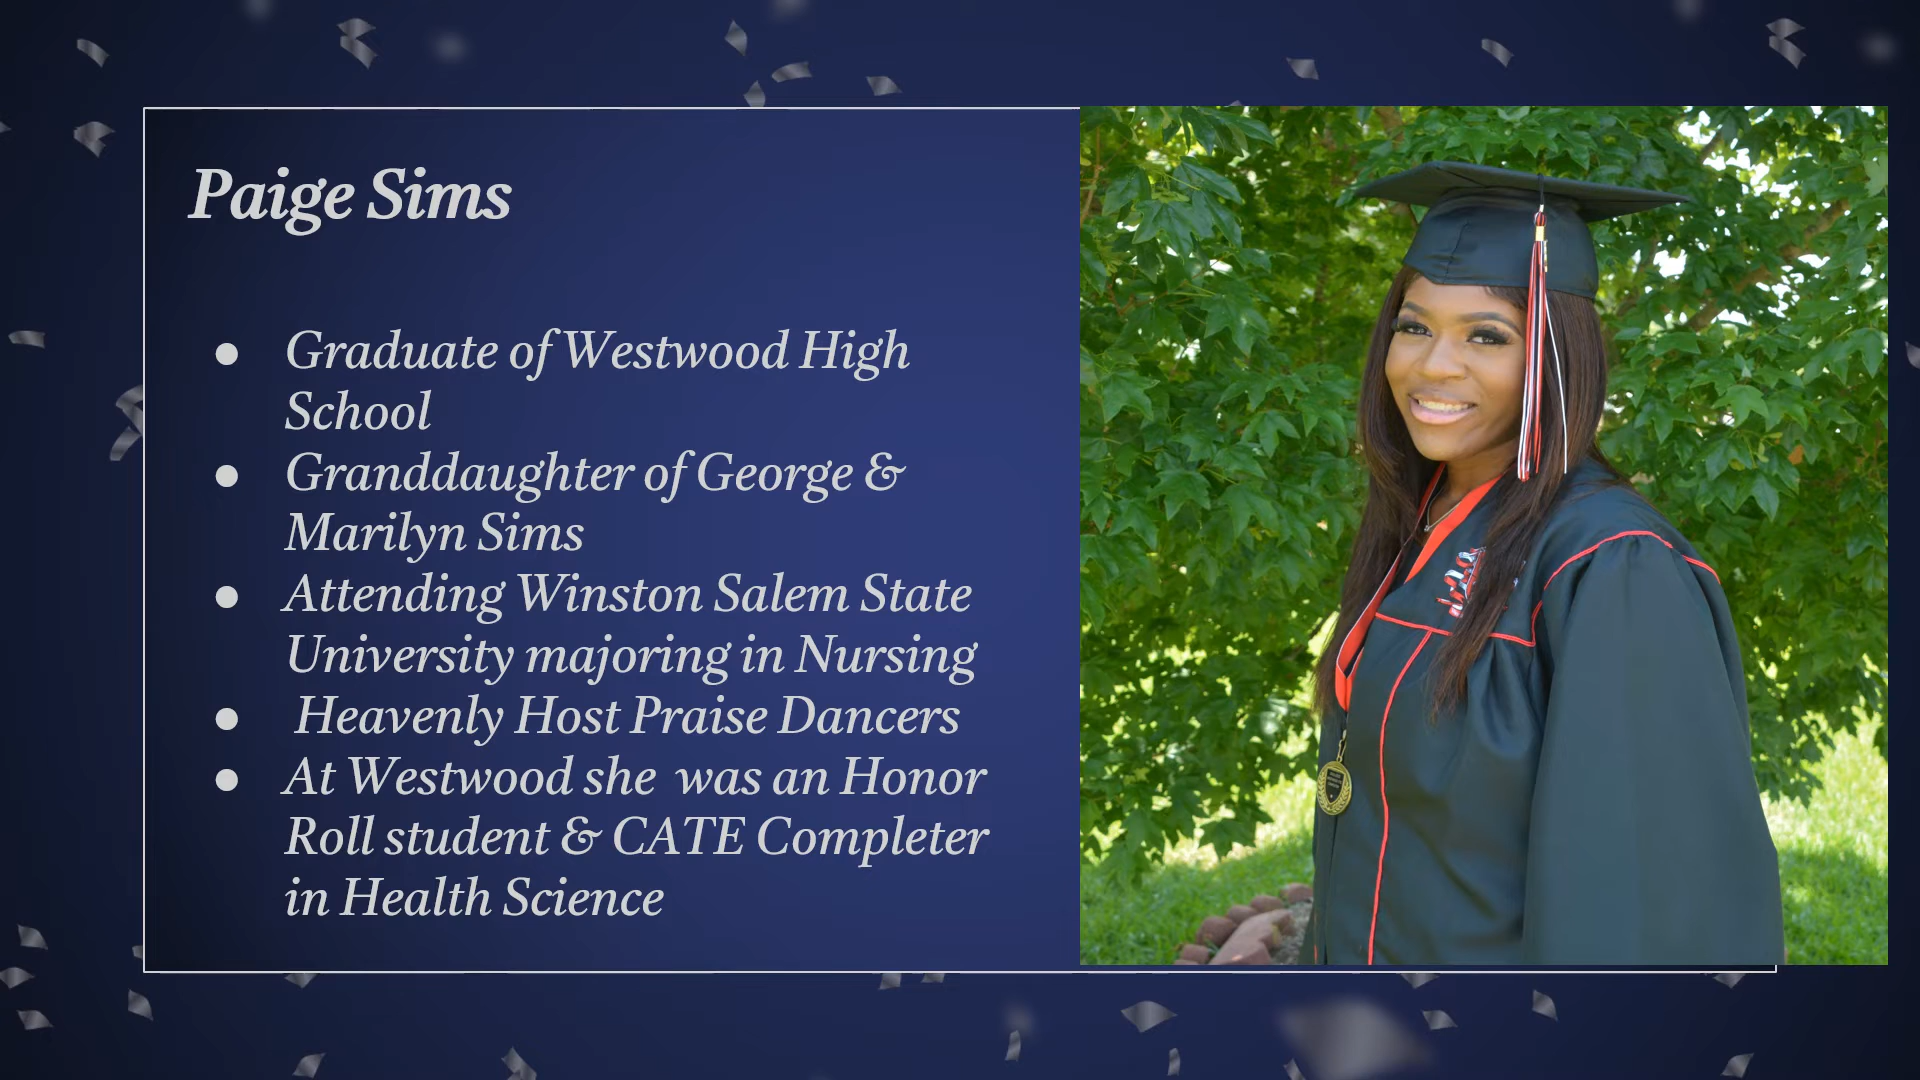 Paige Sims
● Graduate of Westwood High
School
● Granddaughter of George &
Marilyn Sims
● Attending Winston Salem State
University majoring in Nursing
● Heavenly Host Praise Dancers
● At Westwood she  was an Honor
Roll student & CATE Completer
in Health Science